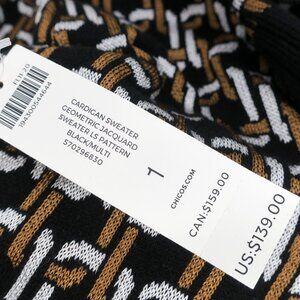 194300544644
CARDIGAN SWEATER
GEOMETRIC JACQUARD
SWEATER LS PATTERN
BLACK/MULTI
570296830
1
CHICOS.COM
CAN:$159.00
US:$139.00